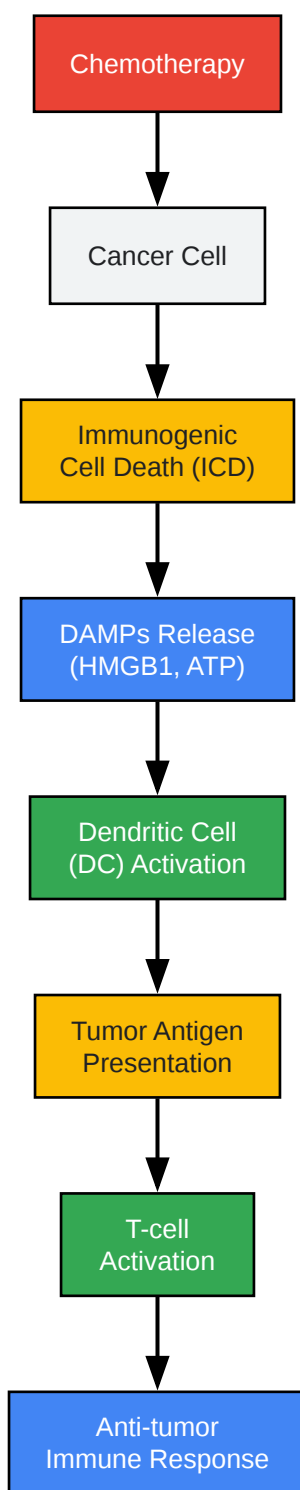 Chemotherapy
Cancer Cell
Immunogenic
Cell Death (ICD)
DAMPs Release
(HMGB1, ATP)
Dendritic Cell
(DC) Activation
Tumor Antigen
Presentation
T-cell
Activation
Anti-tumor
Immune Response